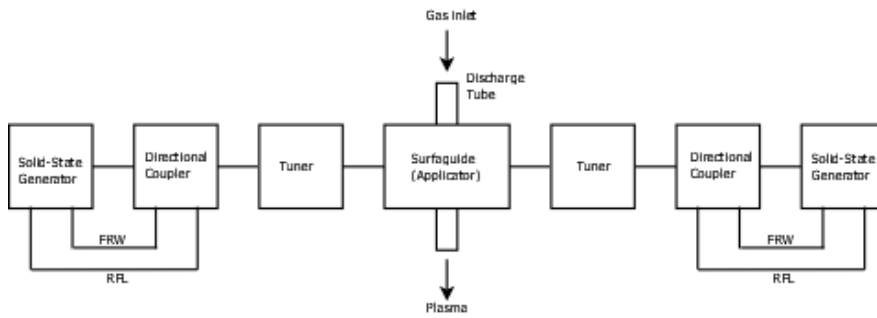 Gas inlet
Discharge
Tube
Solid-State
Generator
Directional
Coupler
Tuner
Surfaguide
(Applicator)
Tuner
Directional
Coupler
Solid-State
Generator
FRW
RFL
FRW
RFL
Plasma